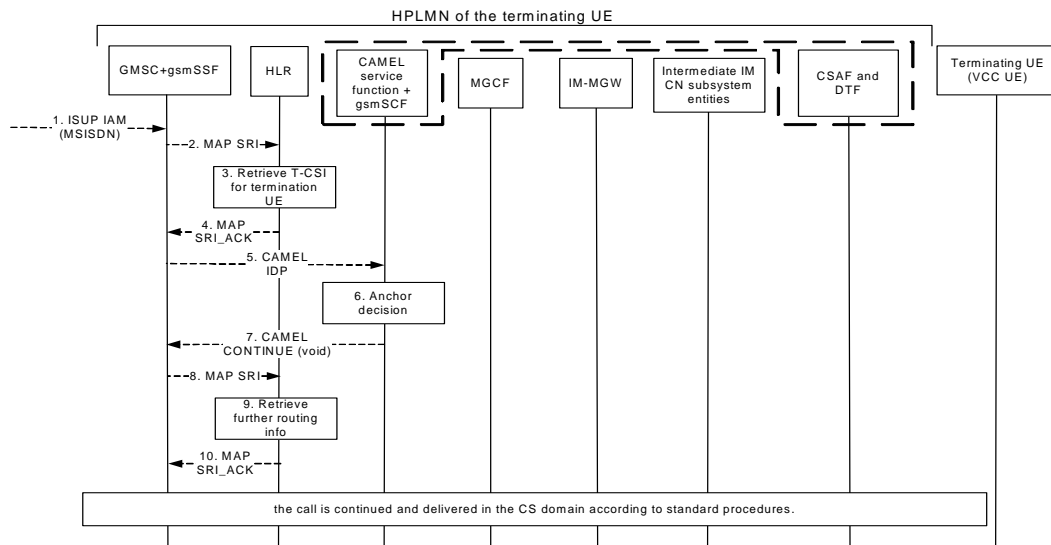 HPLMN of the terminating UE
GMSC+gsmSSF
HLR
CAMEL
service
function +
gsmSCF
MGCF
IM-MGW
Intermediate IM
CN subsystem
entities
CSAF and
DTF
Terminating UE
(VCC UE)
1. ISUP IAM
(MSISDN)
2. MAP SRI
3. Retrieve T-CSI
for termination
UE
4. MAP
SRI_ACK
5. CAMEL
IDP
6. Anchor
decision
7. CAMEL
CONTINUE (void)
8. MAP SRI
9. Retrieve
further routing
info
10. MAP
SRI_ACK
the call is continued and delivered in the CS domain according to standard procedures.